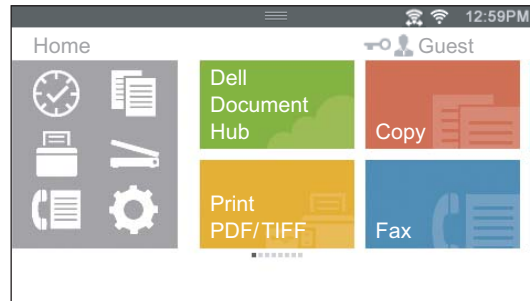 12:59PM
Home
Guest
Dell
Document
Hub
Copy
Print
PDF/TIFF
Fax